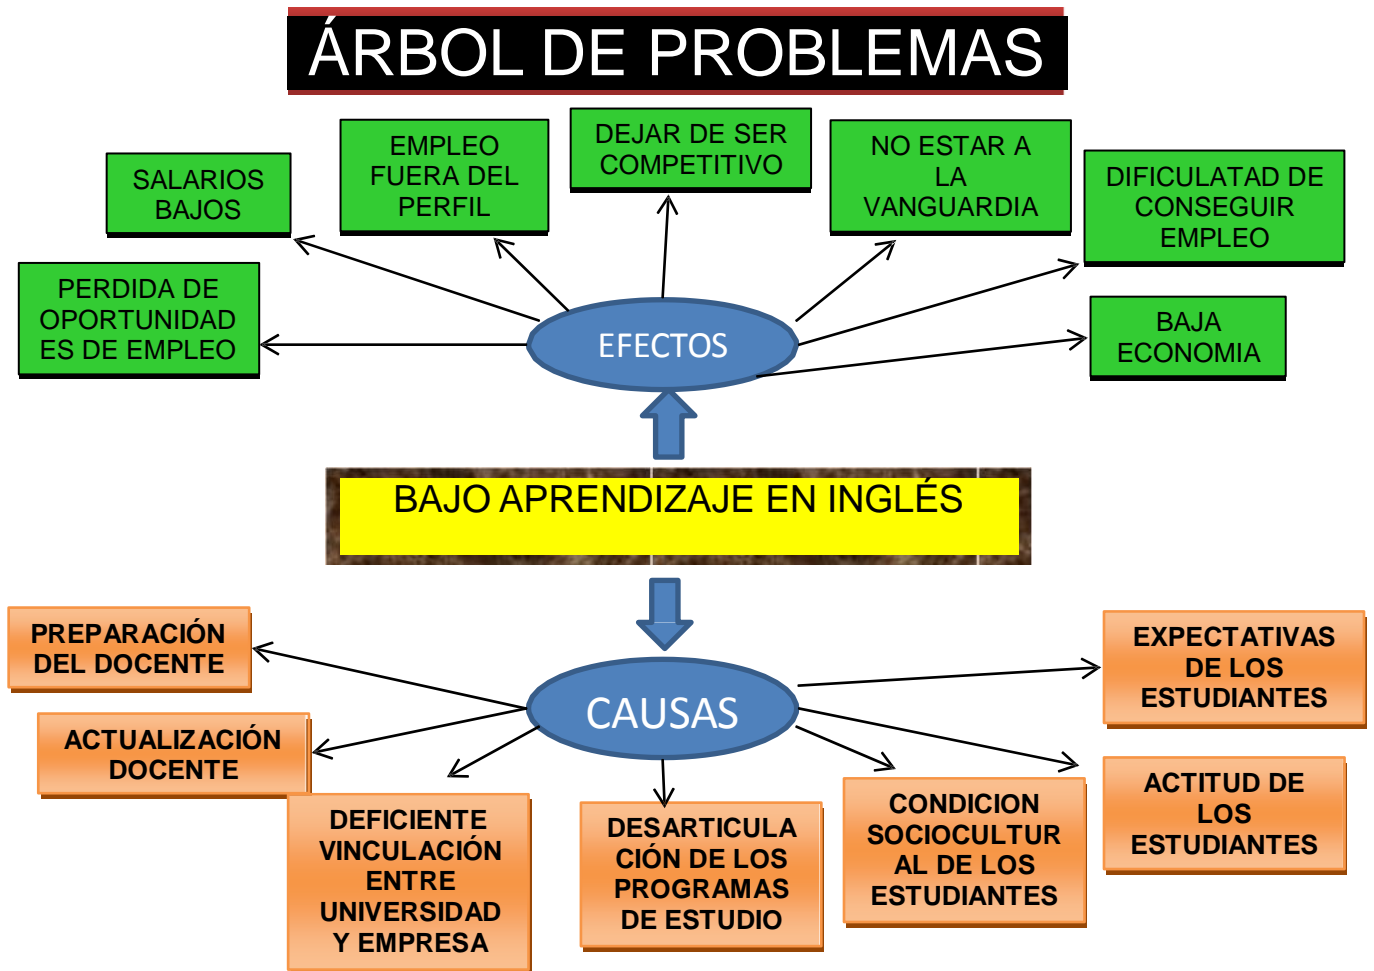 ÁRBOL DE PROBLEMAS
DEJAR DE SER
COMPETITIVO
EMPLEO
FUERA DEL
PERFIL
NO ESTAR A
LA
VANGUARDIA
SALARIOS
BAJOS
DIFICULATAD DE
CONSEGUIR
EMPLEO
PERDIDA DE
OPORTUNIDAD
ES DE EMPLEO
EFECTOS
BAJA
ECONOMIA
BAJO APRENDIZAJE EN INGLÉS
PREPARACIÓN
DEL DOCENTE
EXPECTATIVAS
DE LOS
ESTUDIANTES
CAUSAS
ACTUALIZACIÓN
DOCENTE
DEFICIENTE
VINCULACIÓN
ENTRE
UNIVERSIDAD
Y EMPRESA
DESARTICULA
CIÓN DE LOS
PROGRAMAS
DE ESTUDIO
CONDICION
SOCIOCULTUR
AL DE LOS
ESTUDIANTES
ACTITUD DE
LOS
ESTUDIANTES